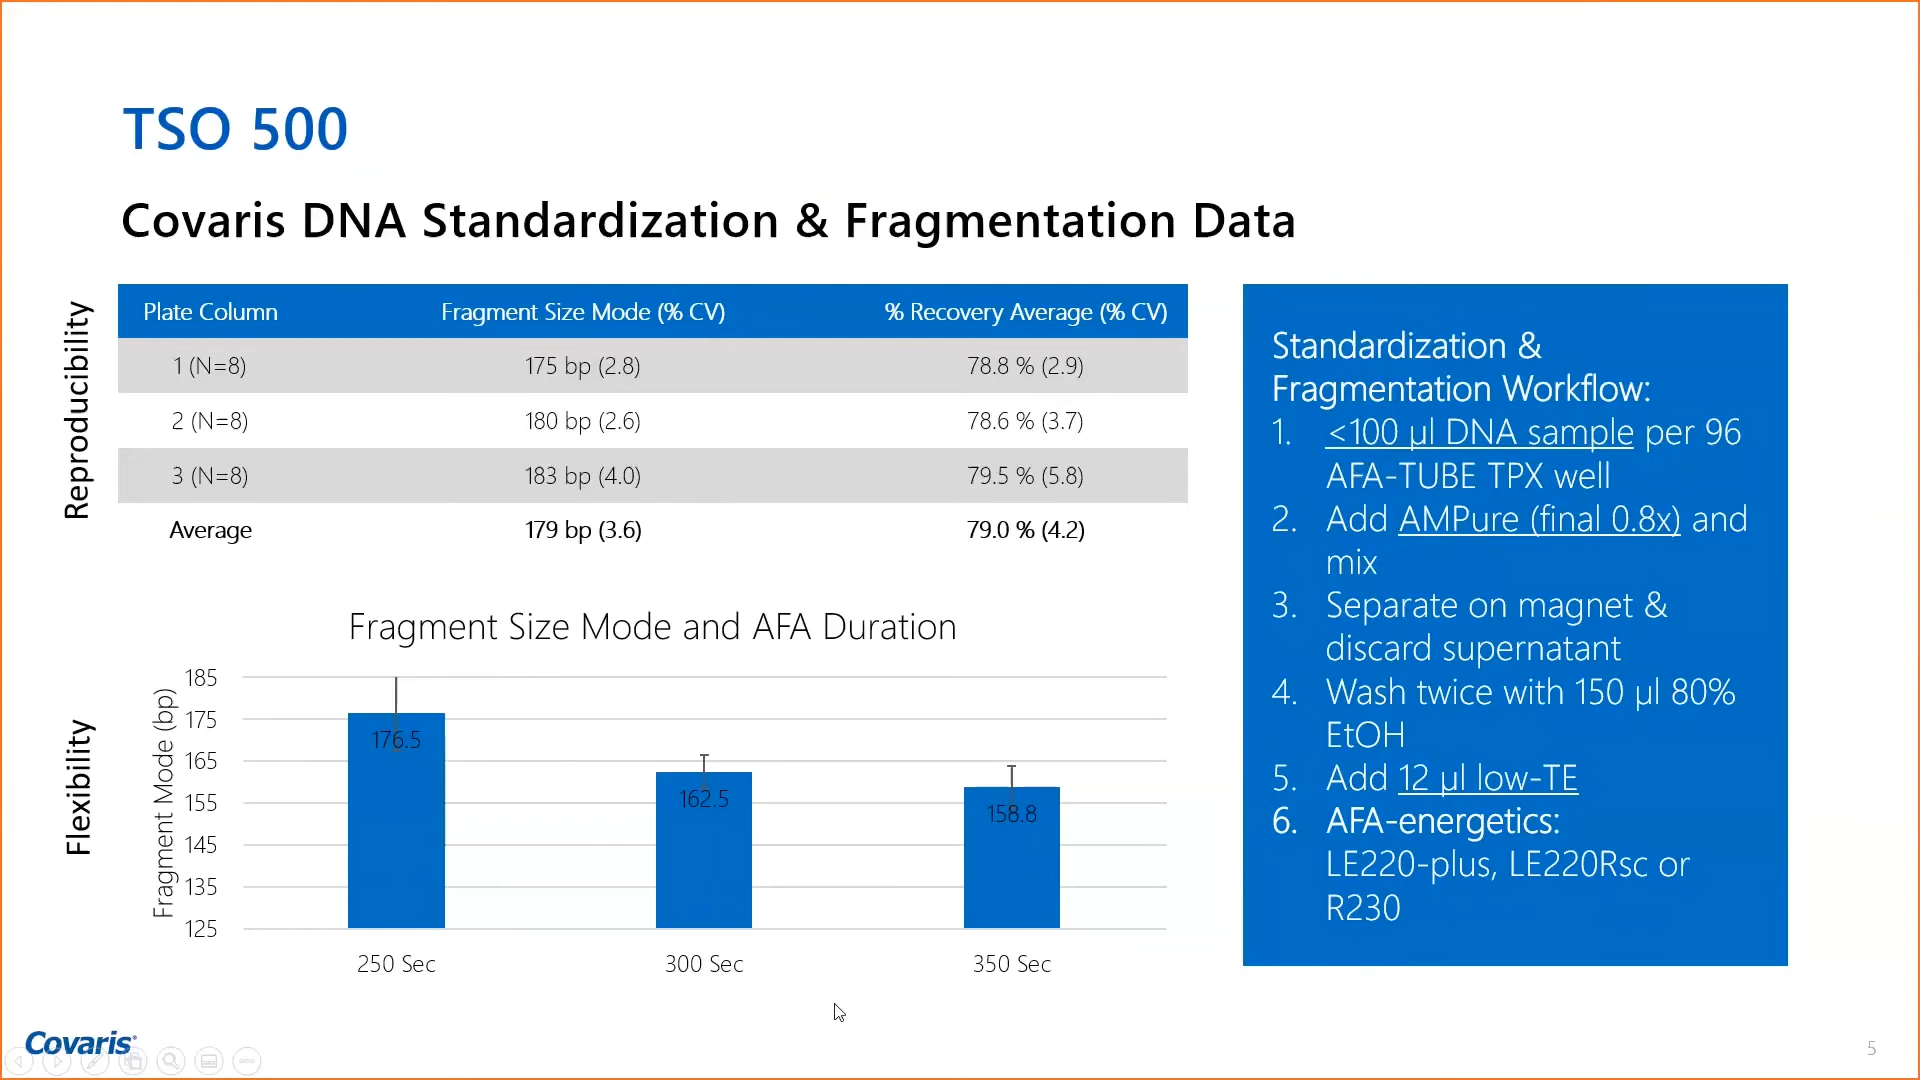 TSO 500
Covaris DNA Standardization & Fragmentation Data
Reproducibility
Plate Column Fragment Size Mode (% CV) % Recovery Average (% CV)
1 (N=8) 175 bp (2.8) 78.8 % (2.9)
2 (N=8) 180 bp (2.6) 78.6 % (3.7)
3 (N=8) 183 bp (4.0) 79.5 % (5.8)
Average 179 bp (3.6) 79.0 % (4.2)
Flexibility
Fragment Size Mode and AFA Duration
Fragment Mode (bp)
185
175
165
155
145
135
125
176.5
162.5
158.8
250 Sec 300 Sec 350 Sec
Standardization &
Fragmentation Workflow:
1. <100 µl DNA sample per 96
AFA-TUBE TPX well
2. Add AMPure (final 0.8x) and
mix
3. Separate on magnet &
discard supernatant
4. Wash twice with 150 µl 80%
EtOH
5. Add 12 µl low-TE
6. AFA-energetics:
LE220-plus, LE220Rsc or
R230
Covaris
5